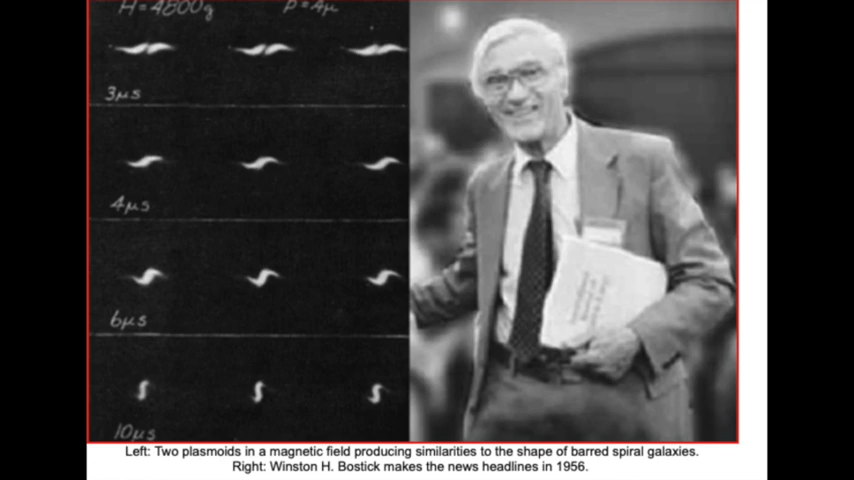 H = 4800g P = 4μ
3μs
4μs
6μs
10μs
Left: Two plasmoids in a magnetic field producing similarities to the shape of barred spiral galaxies.
Right: Winston H. Bostick makes the news headlines in 1956.